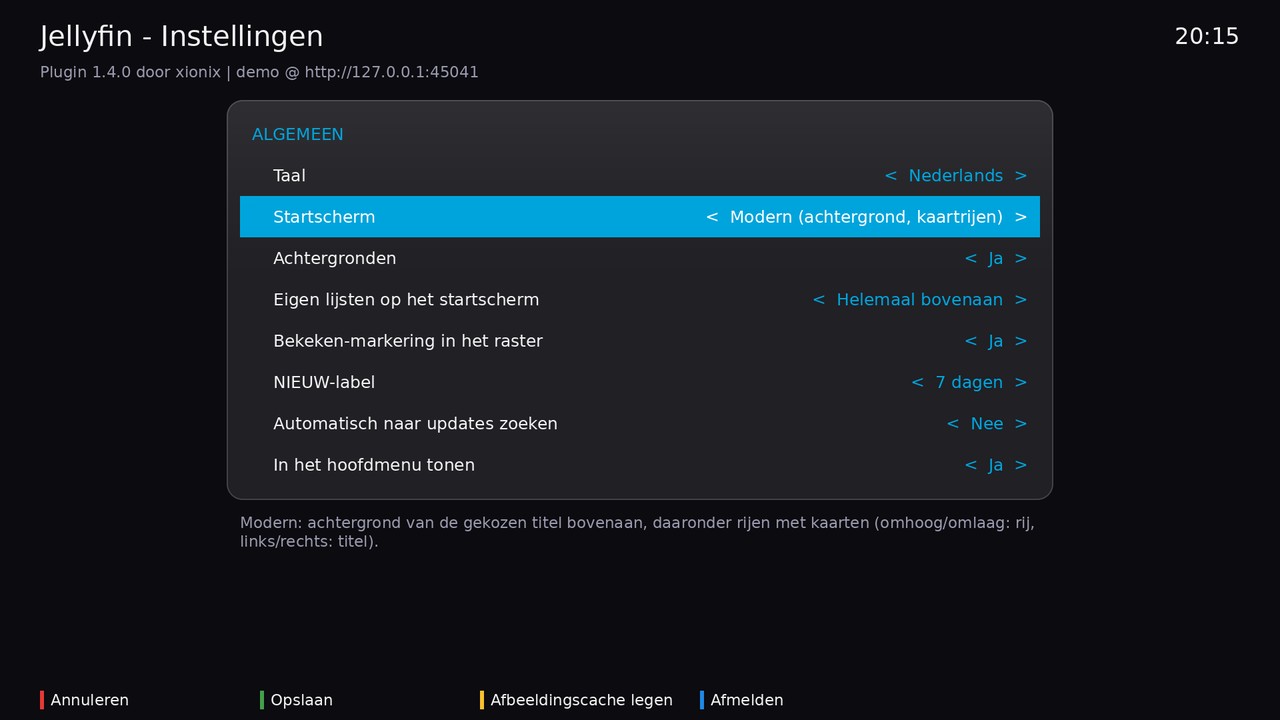 Jellyfin - Instellingen
20:15
Plugin 1.4.0 door xionix | demo @ http://127.0.0.1:45041
ALGEMEEN
Taal < Nederlands >
Startscherm < Modern (achtergrond, kaartrijen) >
Achtergronden < Ja >
Eigen lijsten op het startscherm < Helemaal bovenaan >
Bekeken-markering in het raster < Ja >
NIEUW-label < 7 dagen >
Automatisch naar updates zoeken < Nee >
In het hoofdmenu tonen < Ja >
Modern: achtergrond van de gekozen titel bovenaan, daaronder rijen met kaarten (omhoog/omlaag: rij,
links/rechts: titel).
Annuleren Opslaan Afbeeldingscache legen Afmelden